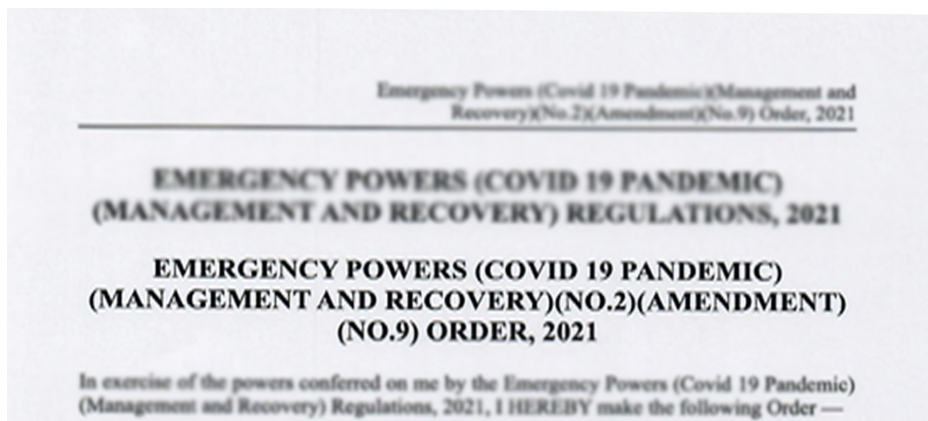 Emergency Powers (Covid 19 Pandemic)(Management and
Recovery)(No.2)(Amendment)(No.9) Order, 2021
EMERGENCY POWERS (COVID 19 PANDEMIC)
(MANAGEMENT AND RECOVERY) REGULATIONS, 2021
EMERGENCY POWERS (COVID 19 PANDEMIC)
(MANAGEMENT AND RECOVERY)(NO.2)(AMENDMENT)
(NO.9) ORDER, 2021
In exercise of the powers conferred on me by the Emergency Powers (Covid 19 Pandemic)
(Management and Recovery) Regulations, 2021, I HEREBY make the following Order —